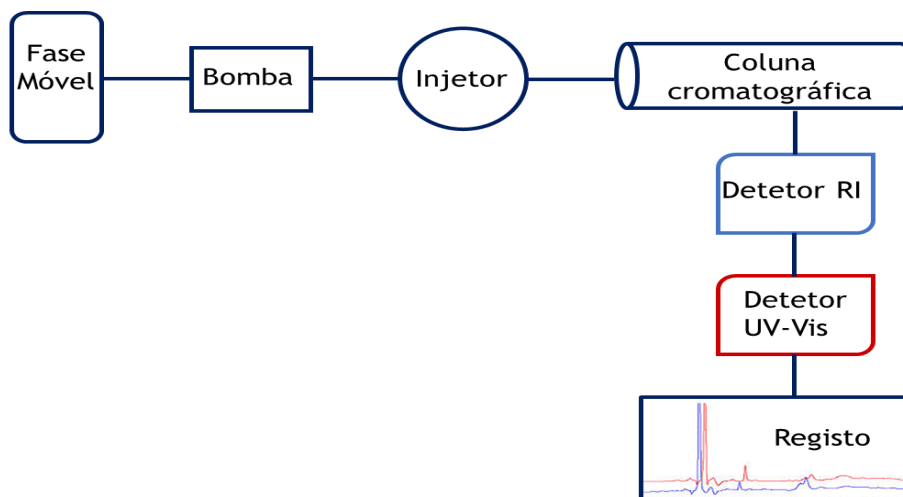 Fase
Móvel
Bomba
Injetor
Coluna
cromatográfica
Detetor RI
Detetor
UV-Vis
Registo